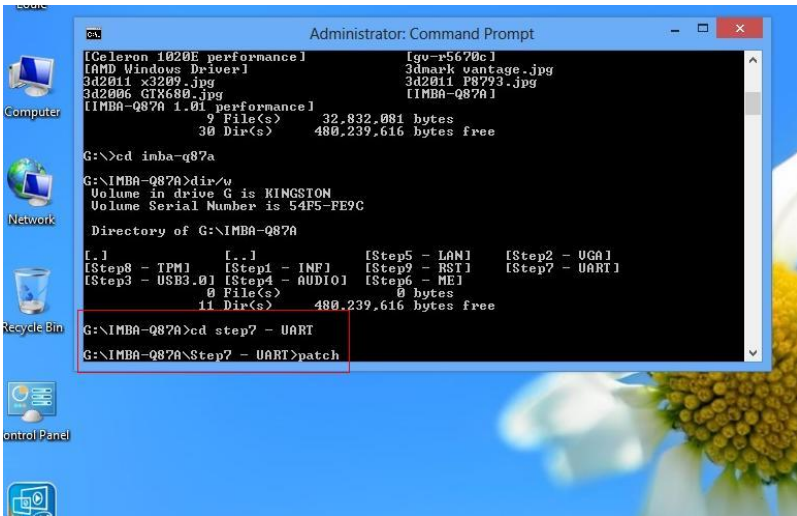 Administrator: Command Prompt
[Celeron 1020E performance] [gv-r5670c]
[AMD Windows Driver] 3dmark vantage.jpg
3d2011 x3209.jpg 3d2011 P8793.jpg
3d2006 GTX680.jpg [IMBA-Q87A]
[IMBA-Q87A 1.01 performance]
9 File(s) 32,832,081 bytes
30 Dir(s) 480,239,616 bytes free
G:\>cd imba-q87a
G:\IMBA-Q87A>dir/w
Volume in drive G is KINGSTON
Volume Serial Number is 54F5-FE9C
Directory of G:\IMBA-Q87A
[.] [..] [Step5 - LAN] [Step2 - VGA]
[Step8 - TPM] [Step1 - INF] [Step9 - RST] [Step7 - UART]
[Step3 - USB3.0] [Step4 - AUDIO] [Step6 - ME]
0 File(s) 0 bytes
11 Dir(s) 480,239,616 bytes free
G:\IMBA-Q87A>cd step7 - UART
G:\IMBA-Q87A\Step7 - UART>patch
Computer
Network
Recycle Bin
ontrol Panel